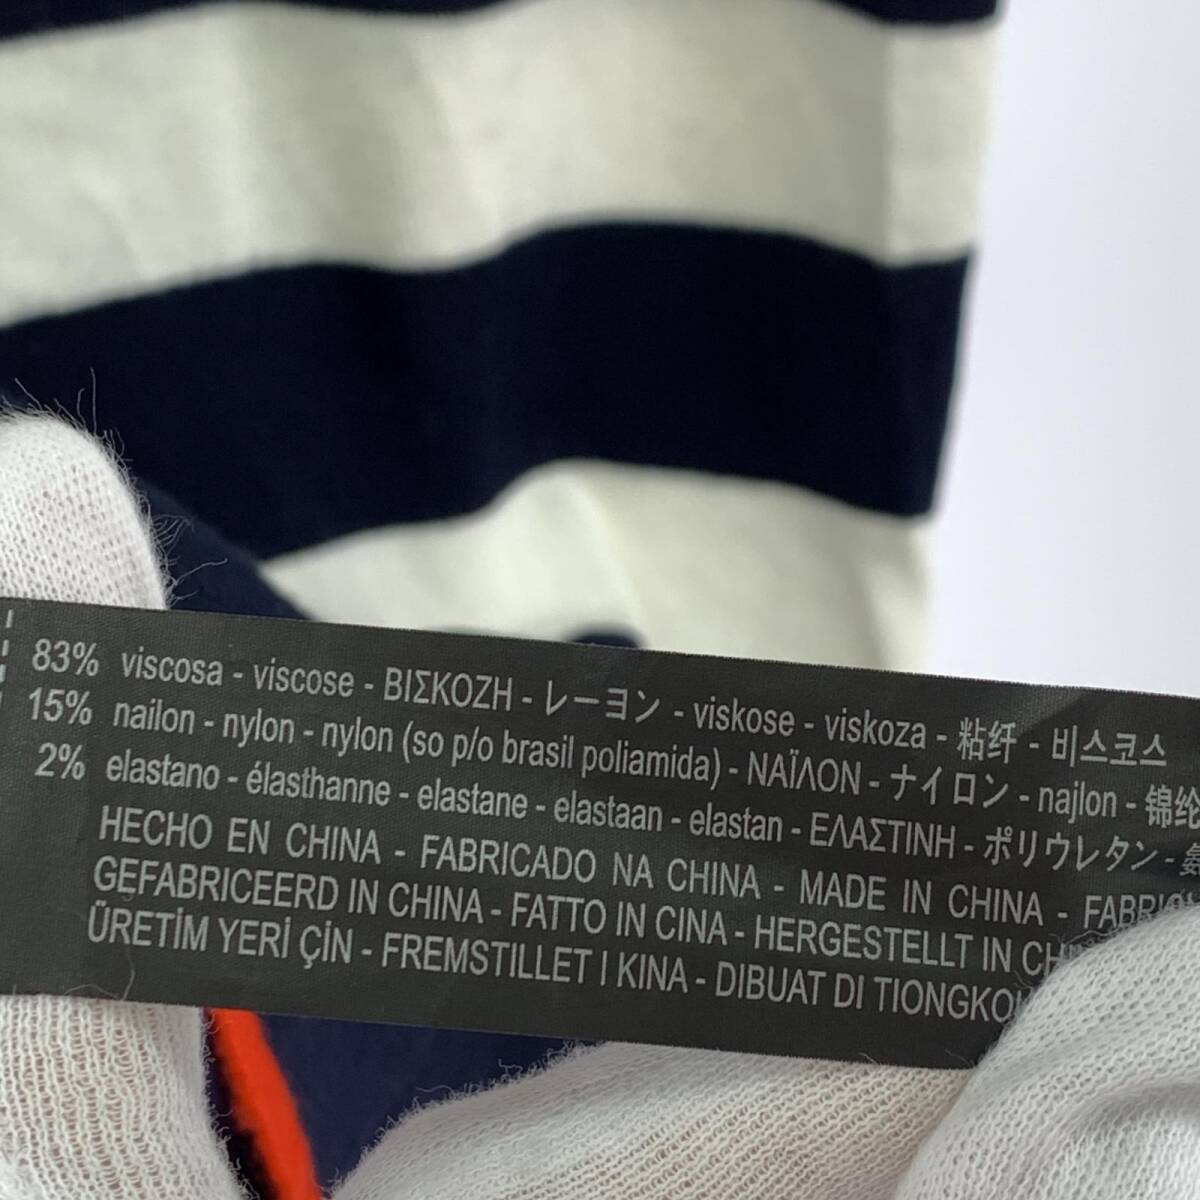 83% viscosa - viscose - ΒΙΣΚΟΖΗ - レーヨン - viskose - viskoza - 粘纤 - 비스코스
15% nailon - nylon - nylon (so p/o brasil poliamida) - ΝΑΪΛΟΝ - ナイロン - najlon - 锦纶
2% elastano - élasthanne - elastane - elastaan - elastan - ΕΛΑΣΤΙΝΗ - ポリウレタン -
HECHO EN CHINA - FABRICADO NA CHINA - MADE IN CHINA -
GEFABRICEERD IN CHINA - FATTO IN CINA - HERGESTELLT IN
ÜRETİM YERİ ÇİN - FREMSTILLET I KINA - DIBUAT DI